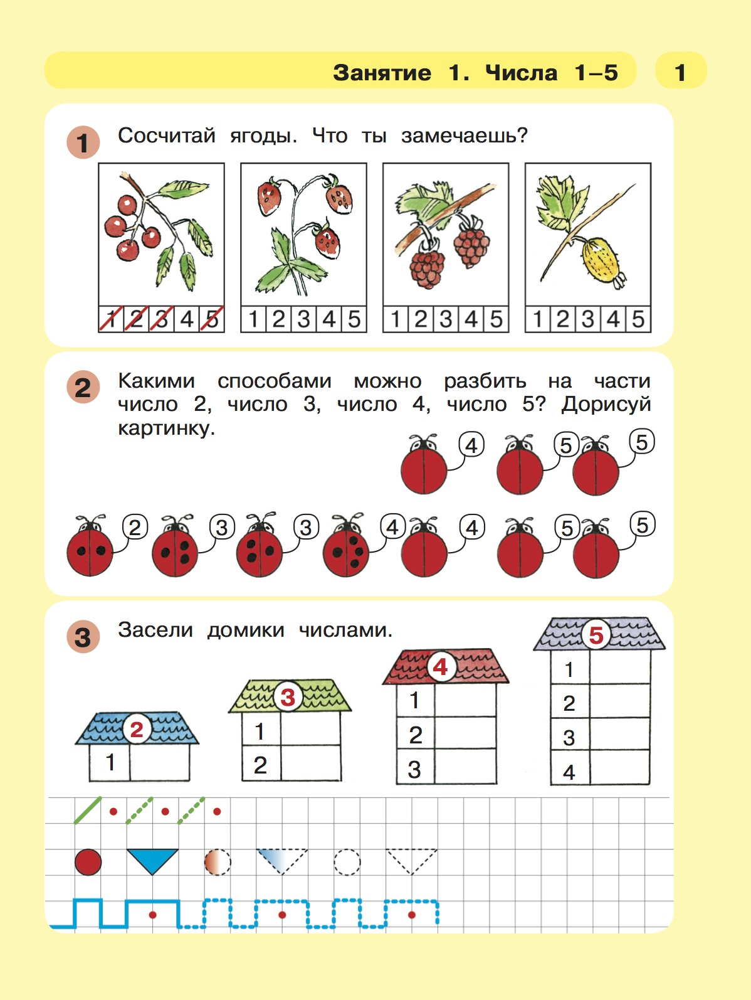 Занятие 1. Числа 1–5
1
1
Сосчитай ягоды. Что ты замечаешь?
1 2 3 4 5
1 2 3 4 5
1 2 3 4 5
1 2 3 4 5
2
Какими способами можно разбить на части
число 2, число 3, число 4, число 5? Дорисуй
картинку.
4 5 5
2 3 3 4 4 5 5
3
Засели домики числами.
2
1
3
1
2
4
1
2
3
5
1
2
3
4